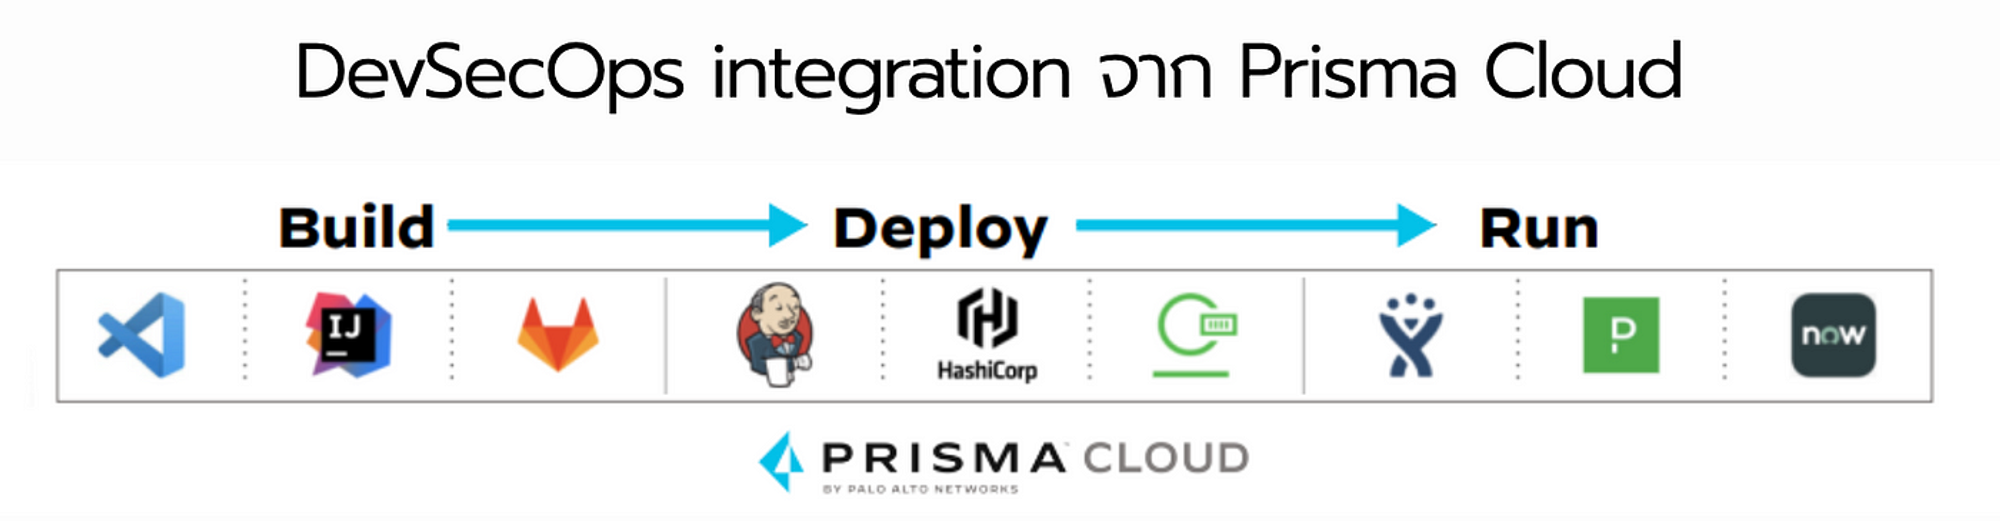 DevSecOps integration จาก Prisma Cloud
Build Deploy Run
IJ
HashiCorp
P
now
PRISMA CLOUD
BY PALO ALTO NETWORKS